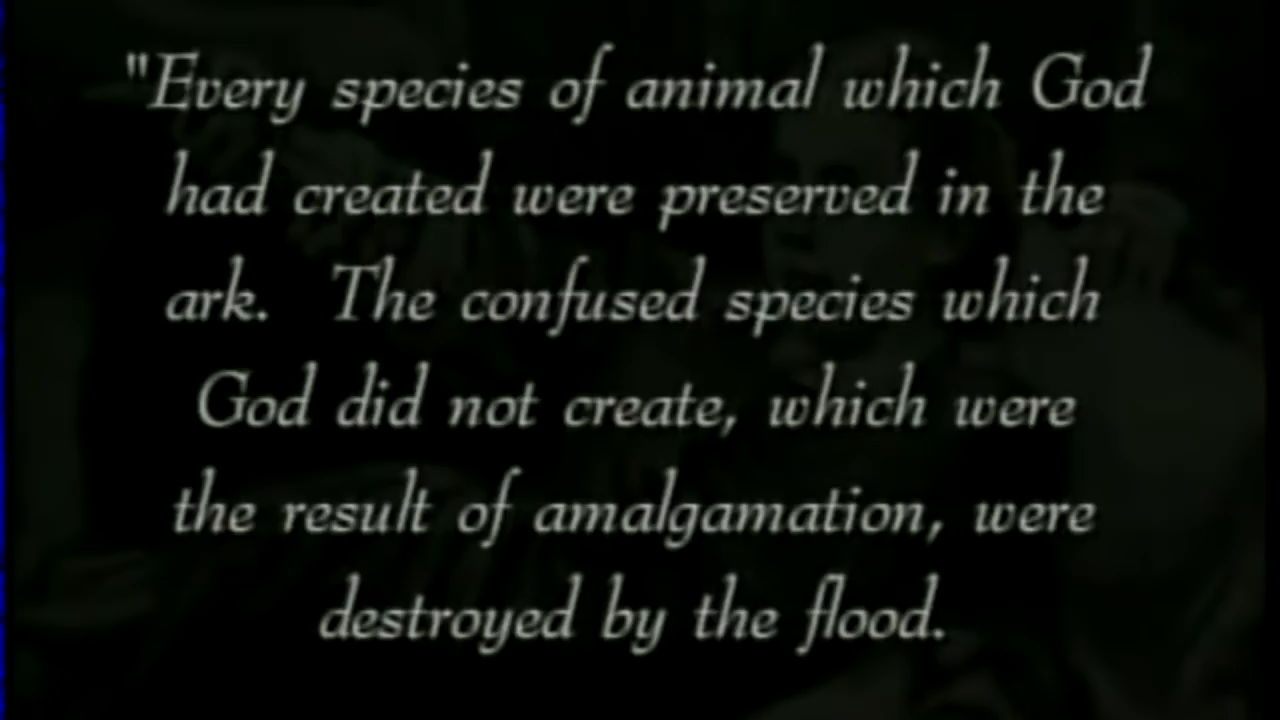 "Every species of animal which God
had created were preserved in the
ark. The confused species which
God did not create, which were
the result of amalgamation, were
destroyed by the flood.